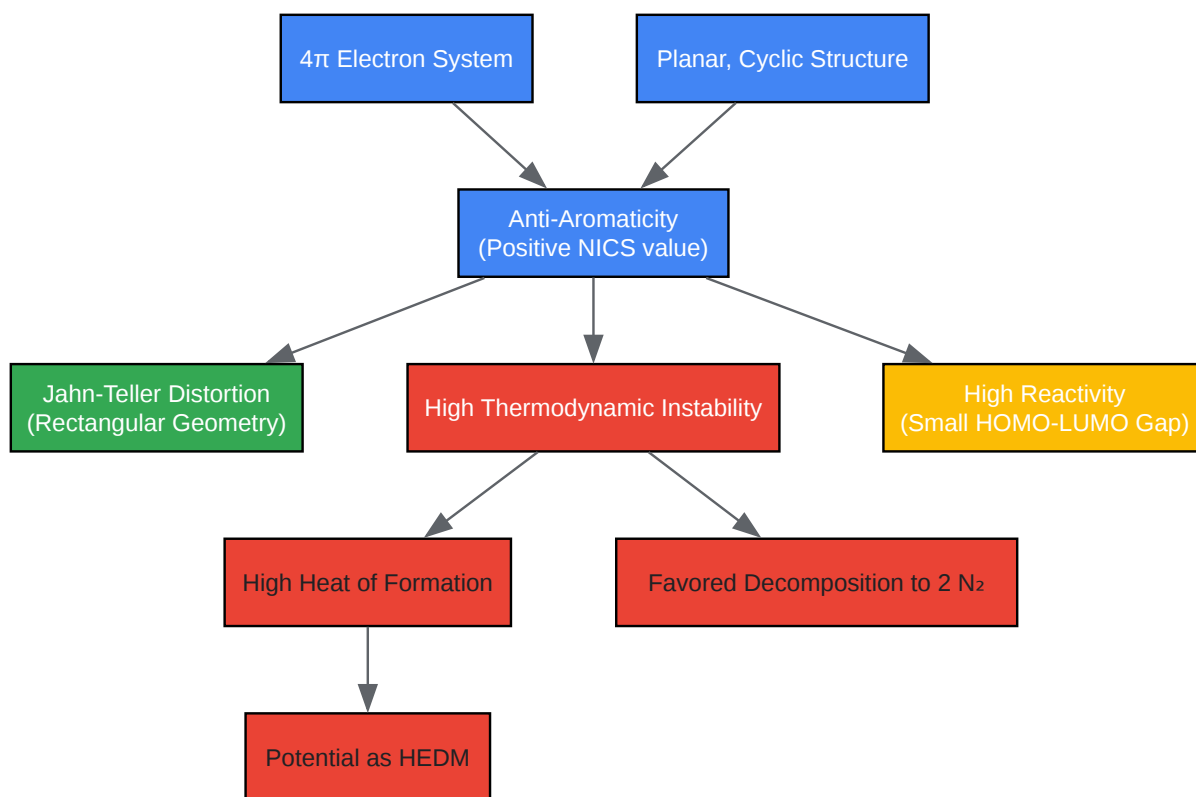 4π Electron System
Planar, Cyclic Structure
Anti-Aromaticity
(Positive NICS value)
Jahn-Teller Distortion
(Rectangular Geometry)
High Thermodynamic Instability
High Reactivity
(Small HOMO-LUMO Gap)
High Heat of Formation
Favored Decomposition to 2 N₂
Potential as HEDM